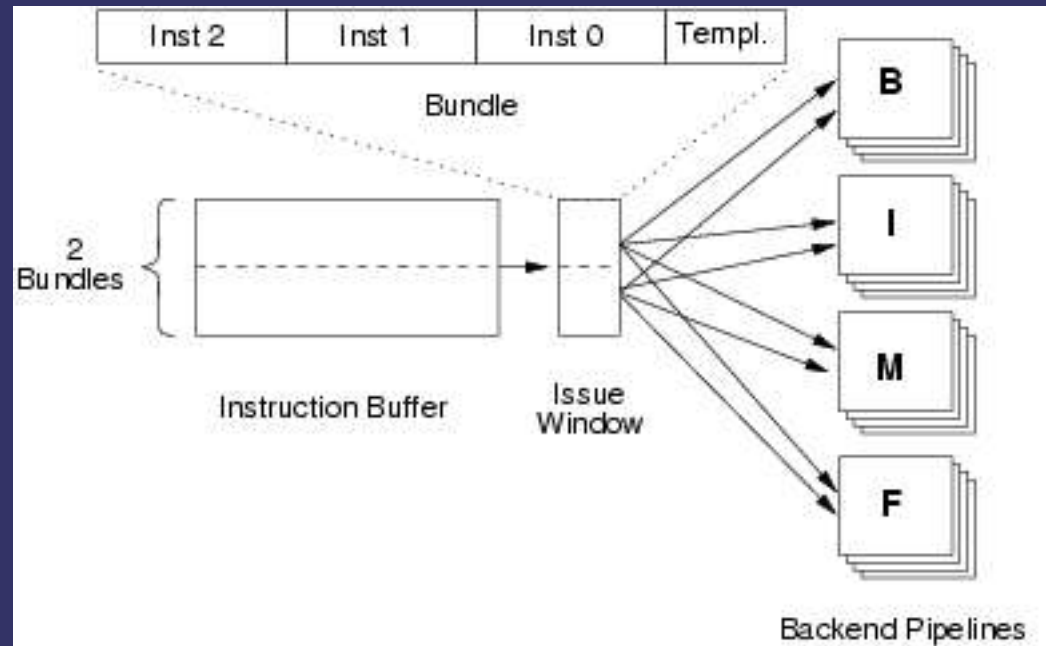 Inst 2 Inst 1 Inst 0 Templ.
Bundle
B
I
2
Bundles
M
Instruction Buffer
Issue
Window
F
Backend Pipelines